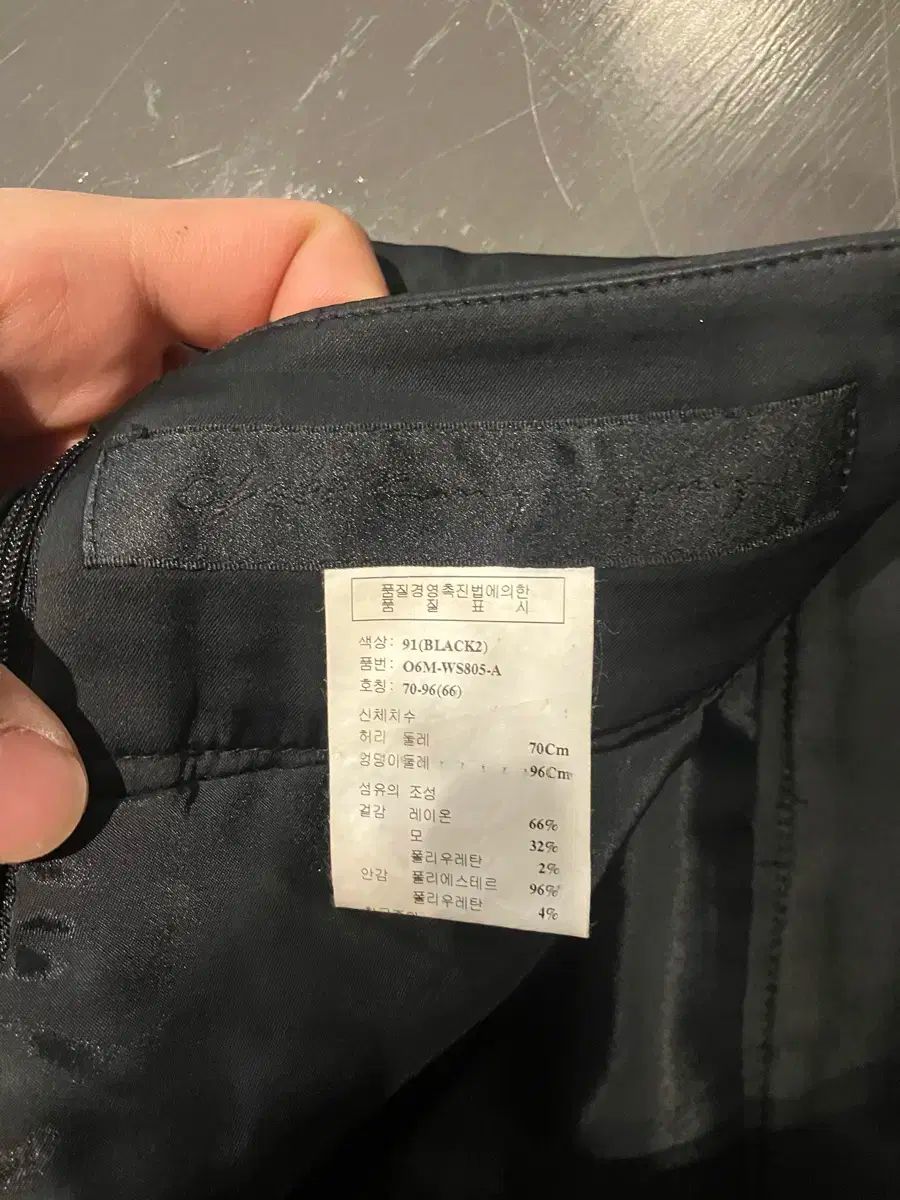 품질경영촉진법에의한
품 질 표 시
색상: 91(BLACK2)
품번: O6M-WS805-A
호칭: 70-96(66)
신체치수
허리 둘레 70Cm
엉덩이둘레 96Cm
섬유의 조성
겉감 레이온 66%
모 32%
폴리우레탄 2%
안감 폴리에스테르 96%
폴리우레탄 4%